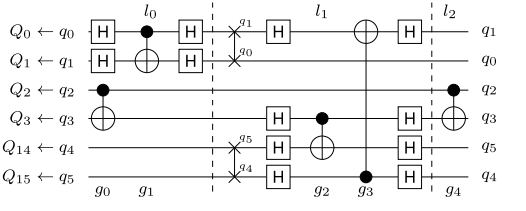 l₀ l₁ l₂
Q₀ ← q₀ H H q₁ H H q₁
Q₁ ← q₁ H H q₀ q₀
Q₂ ← q₂ q₂
Q₃ ← q₃ H H q₃
Q₁₄ ← q₄ q₅ H H q₅
Q₁₅ ← q₅ q₄ H H q₄
g₀ g₁ g₂ g₃ g₄